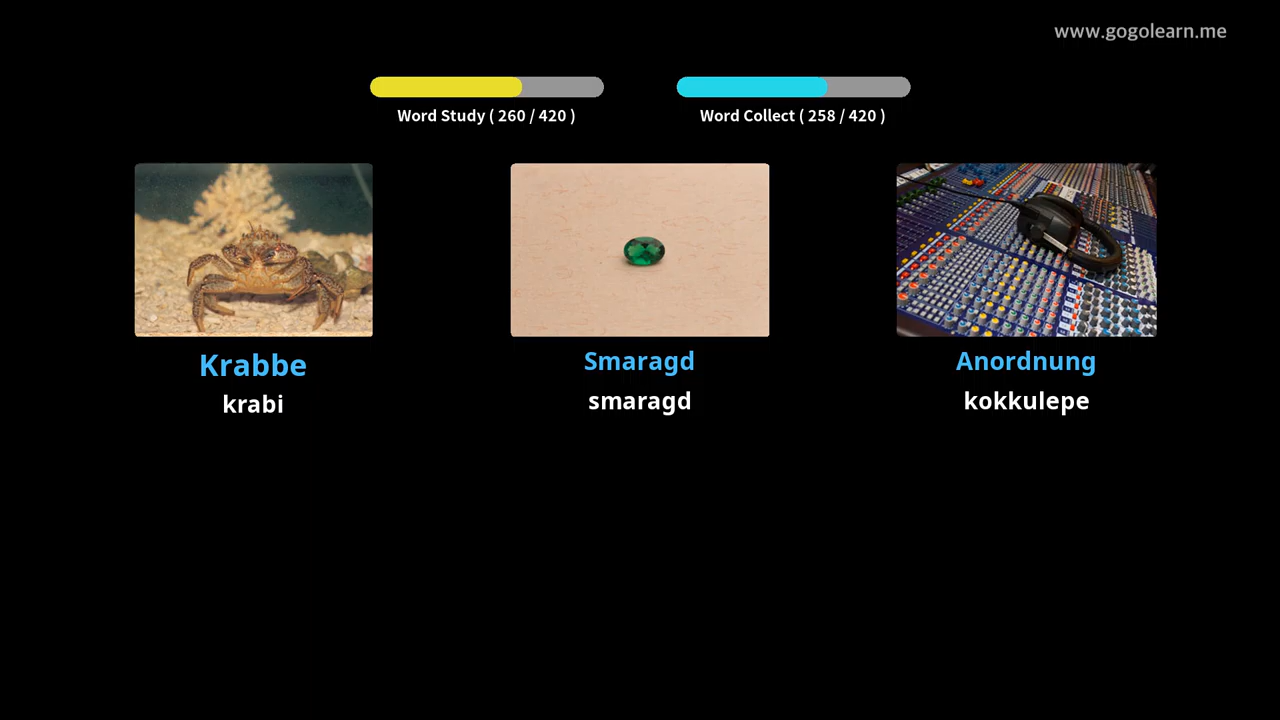 www.gogolearn.me
Word Study ( 260 / 420 )
Word Collect ( 258 / 420 )
Krabbe
krabi
Smaragd
smaragd
Anordnung
kokkulepe